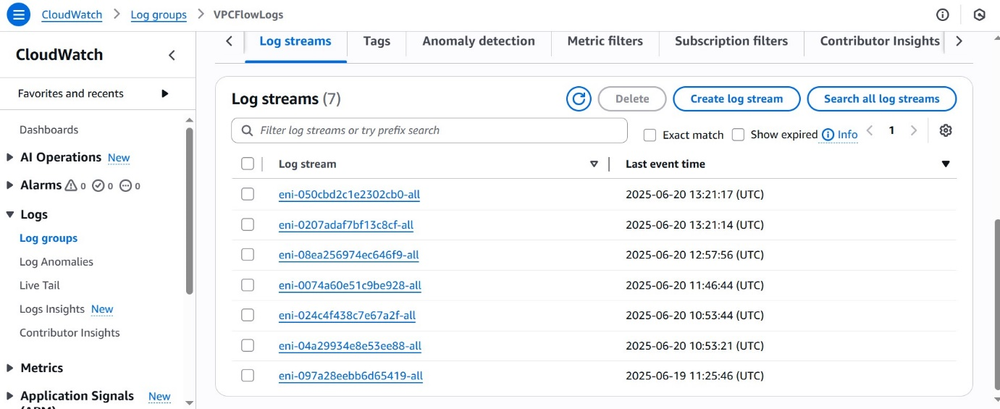 CloudWatch > Log groups > VPCFlowLogs
CloudWatch
Favorites and recents
Dashboards
AI Operations New
Alarms 0 0 0
Logs
Log groups
Log Anomalies
Live Tail
Logs Insights New
Contributor Insights
Metrics
Application Signals New
(APM)
Log streams Tags Anomaly detection Metric filters Subscription filters Contributor Insights
Log streams (7)
Delete Create log stream Search all log streams
Filter log streams or try prefix search Exact match Show expired Info 1
Log stream Last event time
eni-050cbd2c1e2302cb0-all 2025-06-20 13:21:17 (UTC)
eni-0207adaf7bf13c8cf-all 2025-06-20 13:21:14 (UTC)
eni-08ea256974ec646f9-all 2025-06-20 12:57:56 (UTC)
eni-0074a60e51c9be928-all 2025-06-20 11:46:44 (UTC)
eni-024c4f438c7e67a2f-all 2025-06-20 10:53:44 (UTC)
eni-04a29934e8e53ee88-all 2025-06-20 10:53:21 (UTC)
eni-097a28eebb6d65419-all 2025-06-19 11:25:46 (UTC)